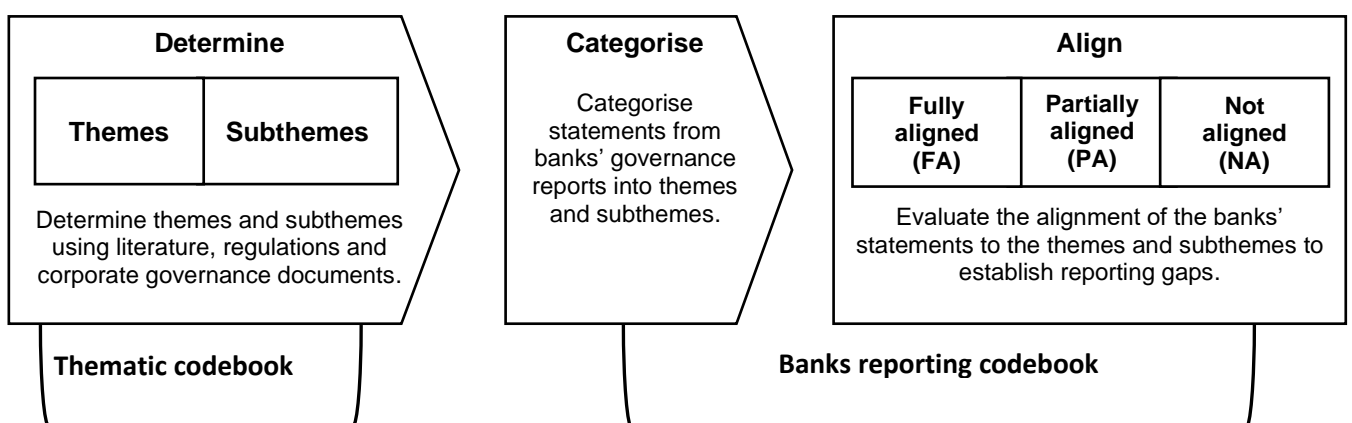 Determine
Themes
Subthemes
Determine themes and subthemes
using literature, regulations and
corporate governance documents.
Categorise
Categorise
statements from
banks' governance
reports into themes
and subthemes.
Align
Fully
aligned
(FA)
Partially
aligned
(PA)
Not
aligned
(NA)
Evaluate the alignment of the banks'
statements to the themes and subthemes to
establish reporting gaps.
Thematic codebook
Banks reporting codebook